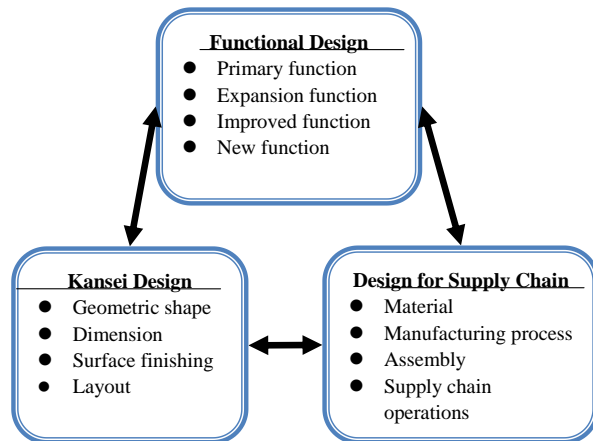 Functional Design
● Primary function
● Expansion function
● Improved function
● New function
Kansei Design
● Geometric shape
● Dimension
● Surface finishing
● Layout
Design for Supply Chain
● Material
● Manufacturing process
● Assembly
● Supply chain
operations